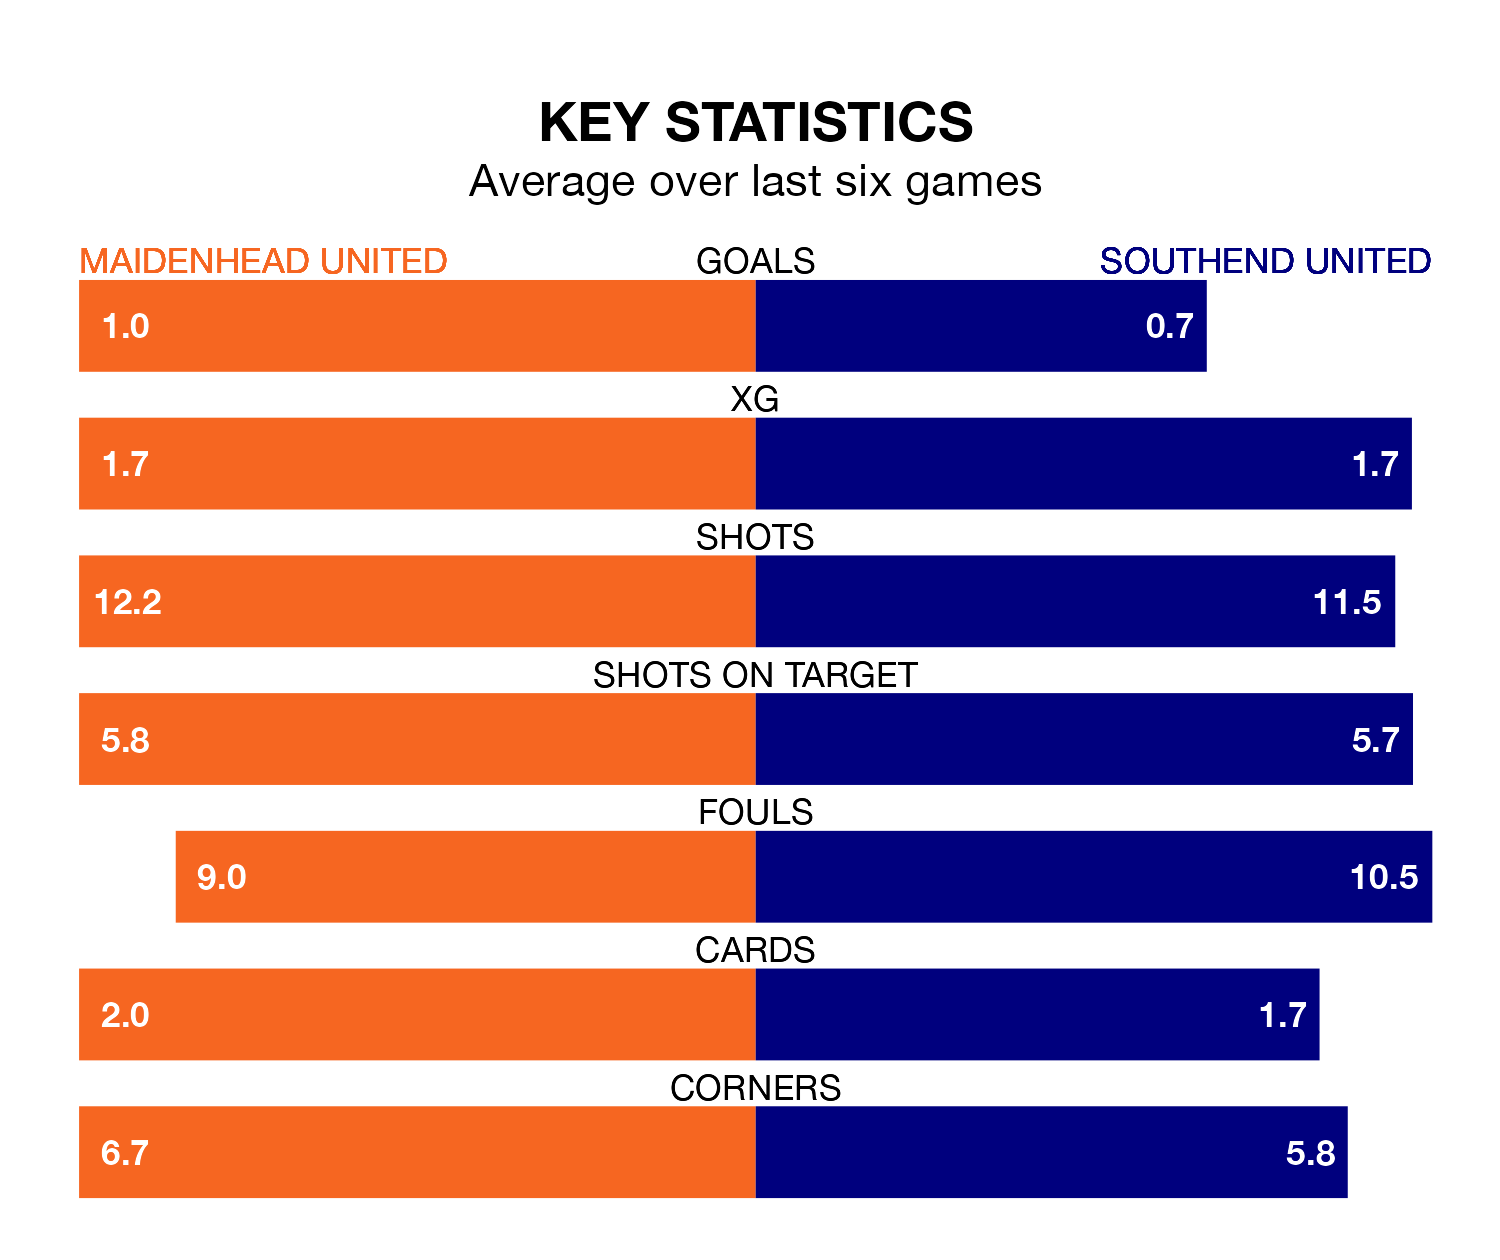 KEY STATISTICS
Average over last six games
MAIDENHEAD UNITED GOALS SOUTHEND UNITED
1.0 0.7
XG
1.7 1.7
SHOTS
12.2 11.5
SHOTS ON TARGET
5.8 5.7
FOULS
9.0 10.5
CARDS
2.0 1.7
CORNERS
6.7 5.8